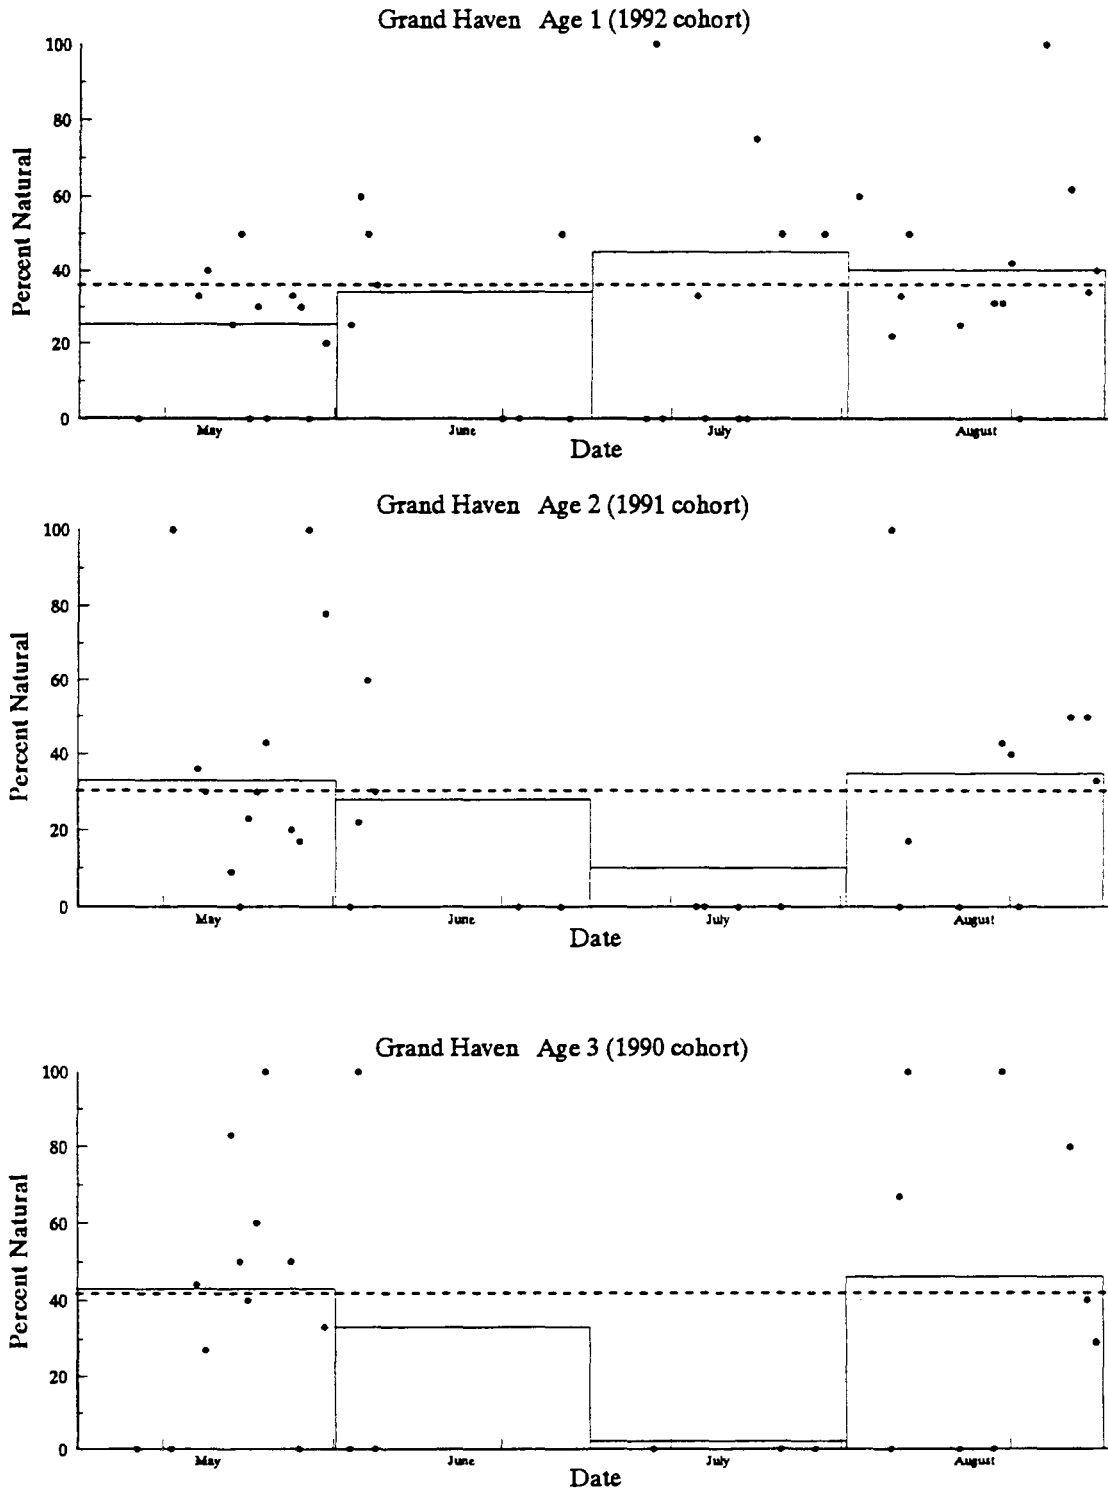 Grand Haven Age 1 (1992 cohort)
100
80
60
40
20
0
Percent Natural
May June July August
Date
Grand Haven Age 2 (1991 cohort)
100
80
60
40
20
0
Percent Natural
May June July August
Date
Grand Haven Age 3 (1990 cohort)
100
80
60
40
20
0
Percent Natural
May June July August
Date